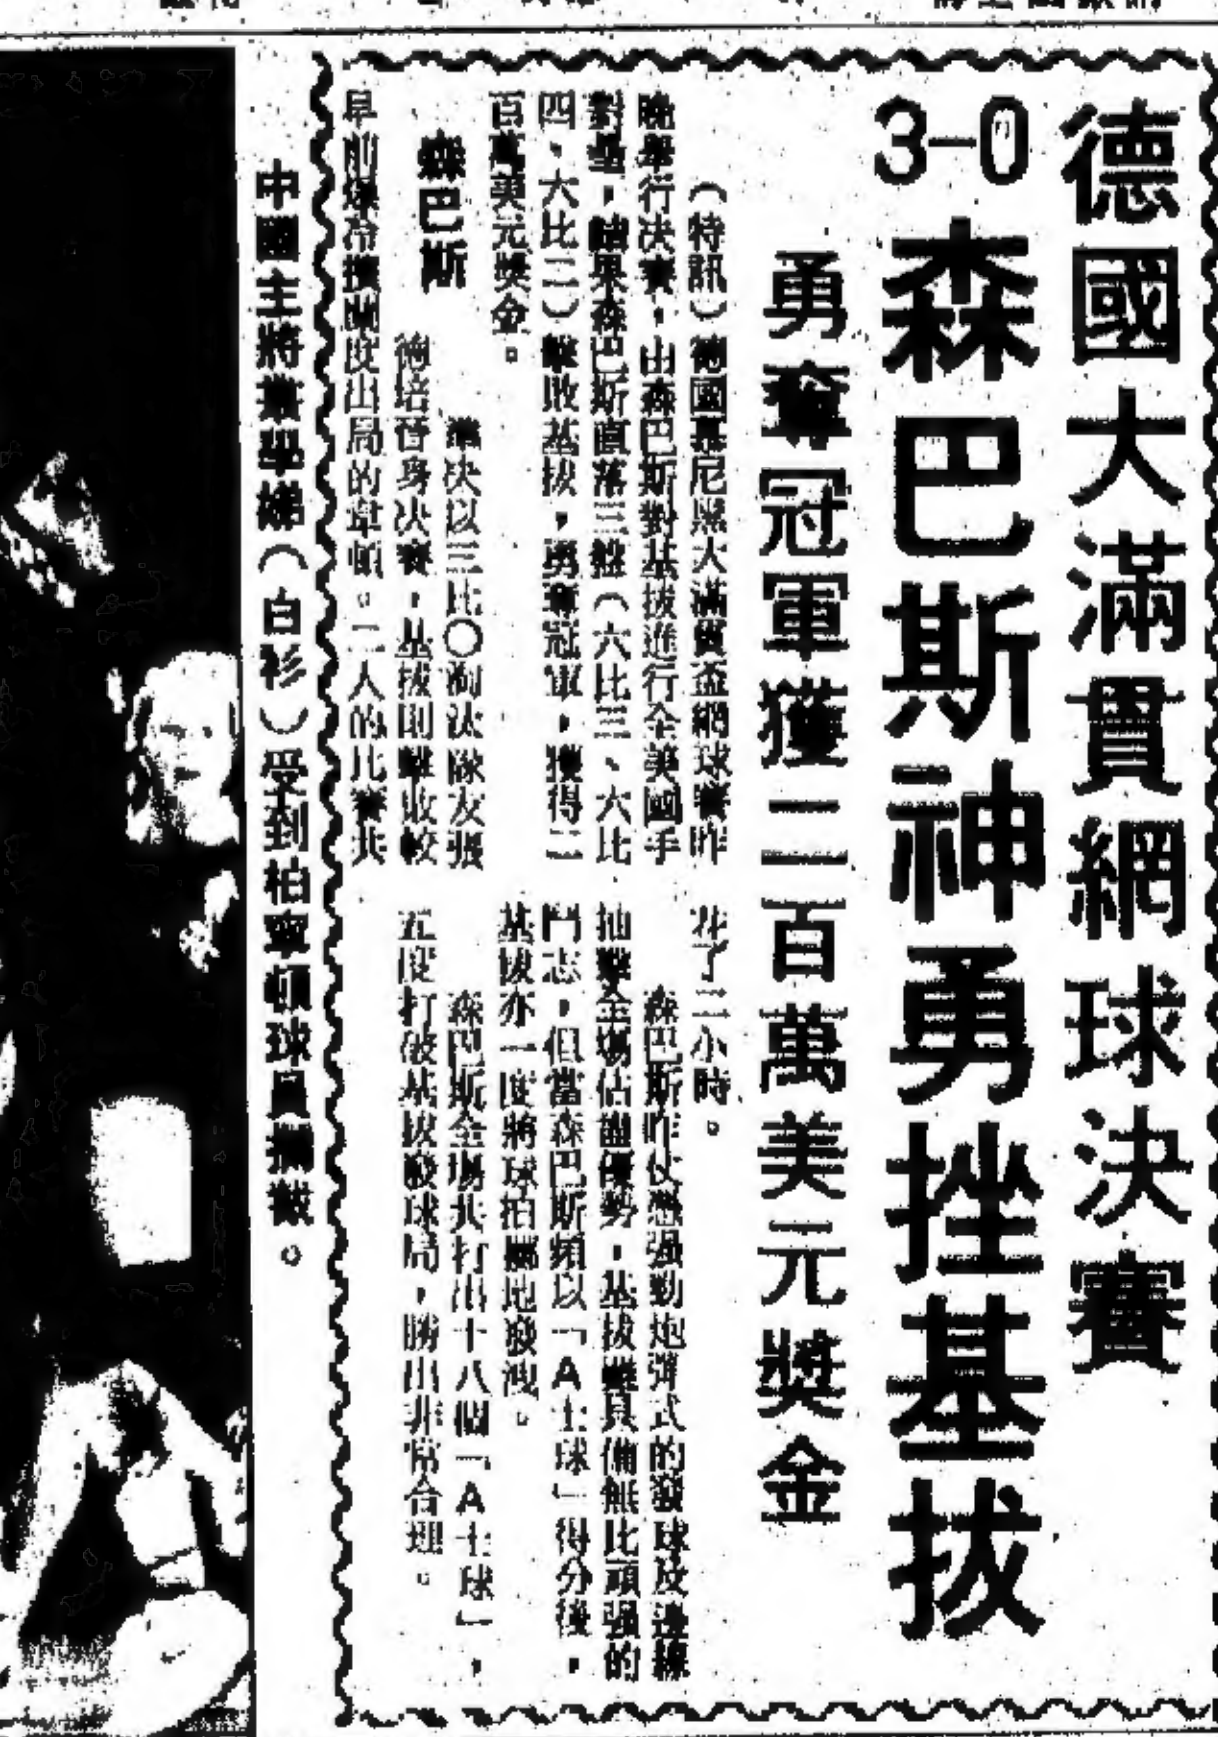 德國大滿貫網球決賽
3-0森巴斯神勇挫基拔
勇奪冠軍獲二百萬美元獎金
（特訊）德國慕尼黑大滿貫盃網球賽昨
晚舉行決賽，由森巴斯對基拔進行全美國手
對壘，結果森巴斯直落三盤（六比三、六比
四、六比二）擊敗基拔，勇奪冠軍，獲得二
百萬美元獎金。
森巴斯
準決以三比〇淘汰隊友張
德培晉身決賽，基拔則擊敗較
早前爆冷攆蘭度出局的韋頓。二人的比賽共
花了二小時。
森巴斯昨仗憑强勁炮彈式的發球及邊線
抽擊全場佔盡優勢，基拔雖具備無比頑强的
鬥志，但當森巴斯頻以「A士球」得分後，
基拔亦一度將球拍擲地發洩。
森巴斯全場共打出十八個「A士球」，
五度打破基拔發球局，勝出非常合理。
中國主將叢學娣（白衫）受到柏寧頓球員攔截。